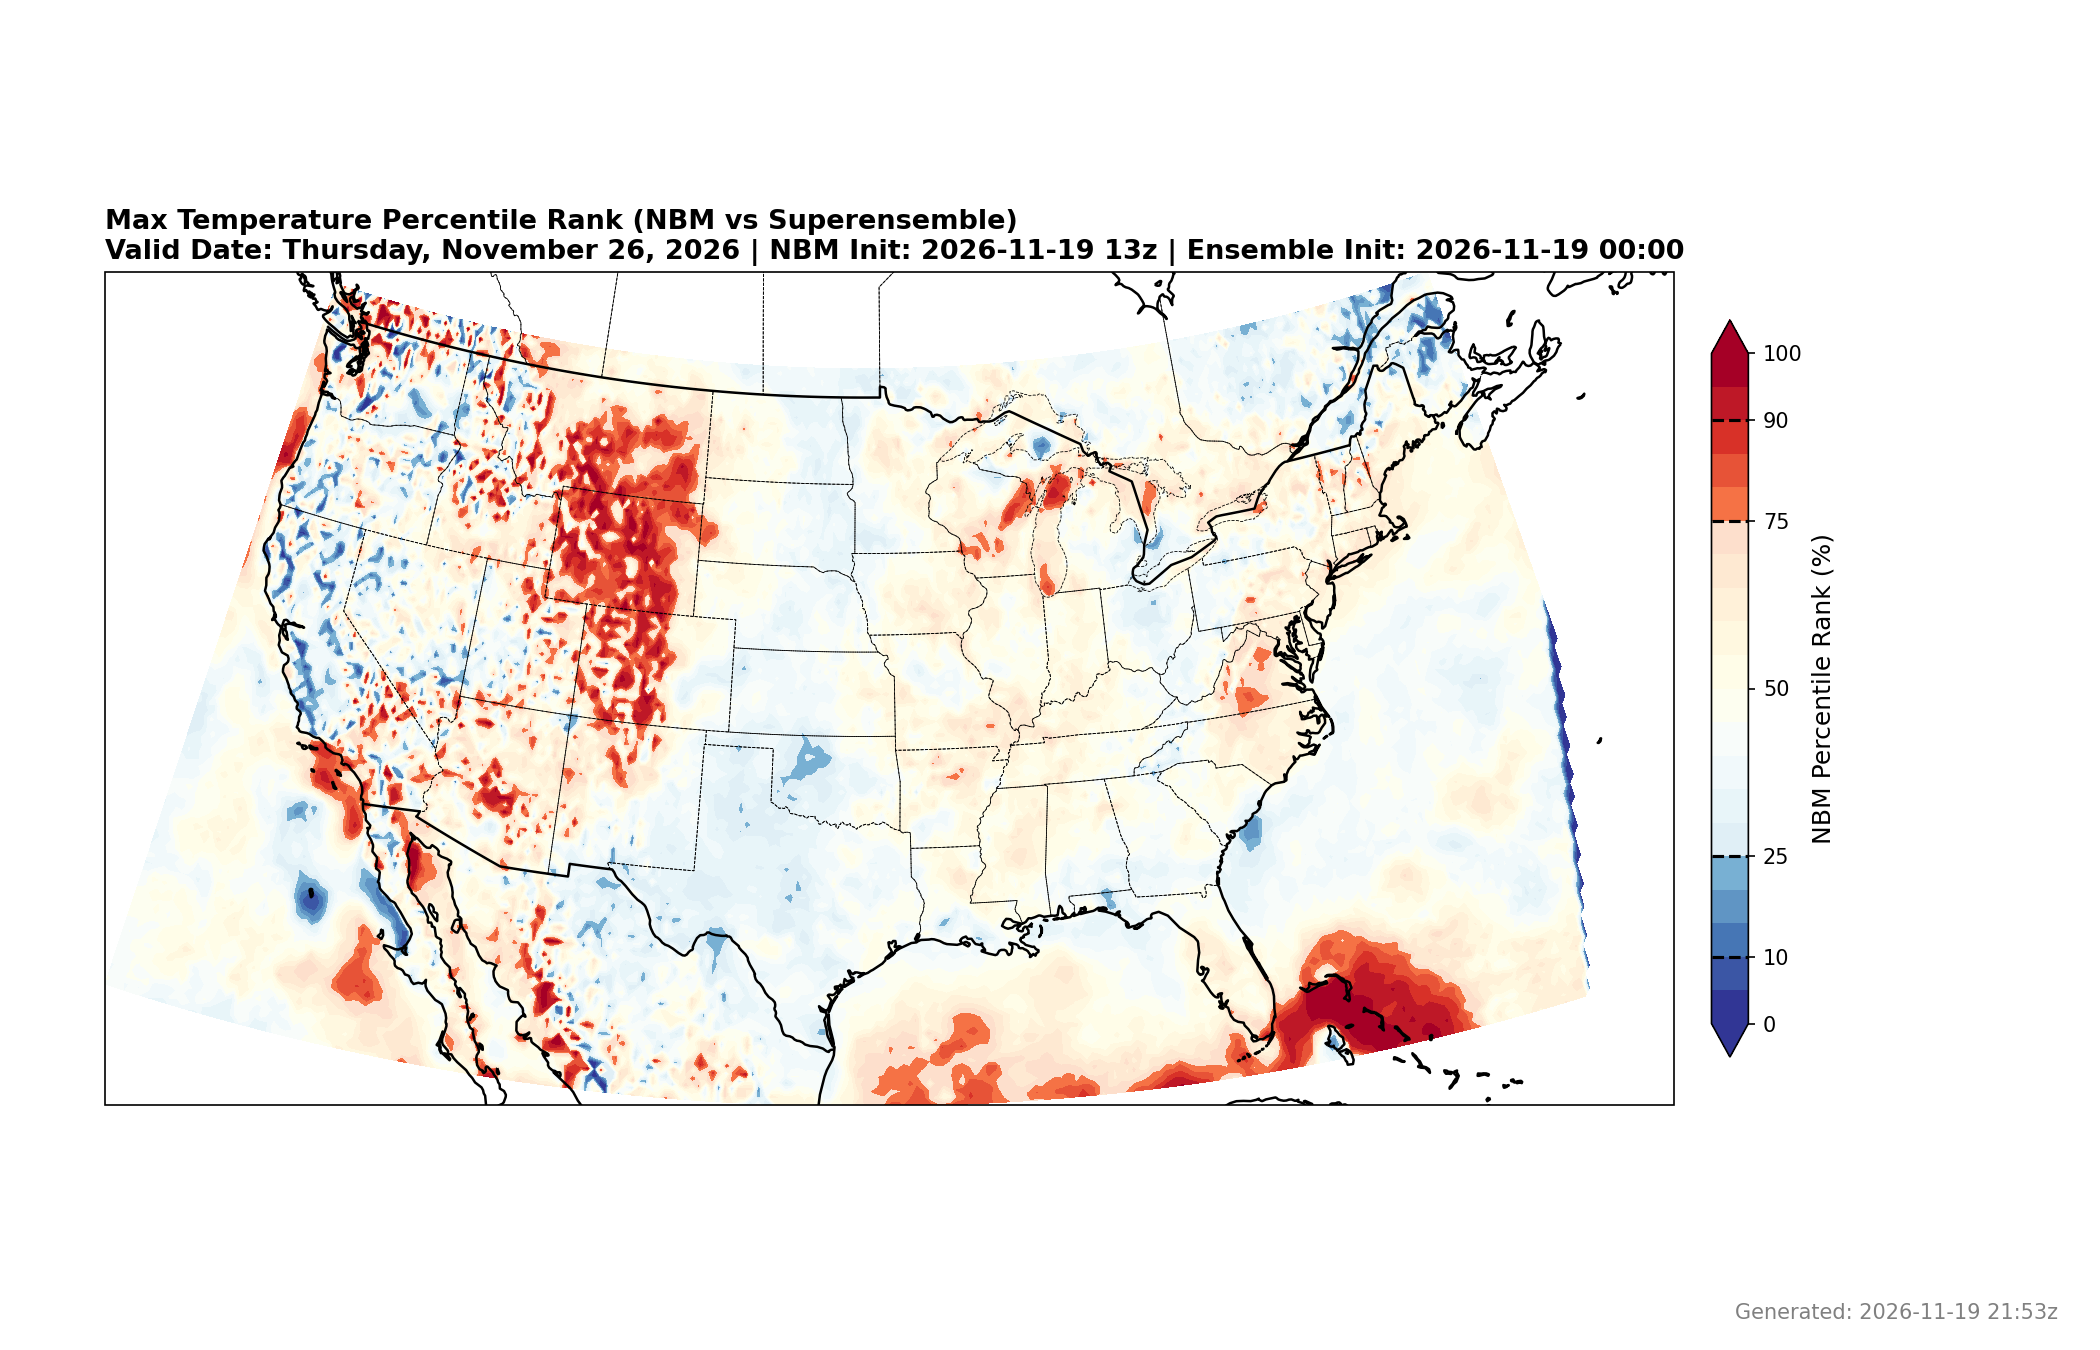 Max Temperature Percentile Rank (NBM vs Superensemble)
Valid Date: Thursday, November 26, 2026 | NBM Init: 2026-11-19 13z | Ensemble Init: 2026-11-19 00:00
100
90
75
50
25
10
0
NBM Percentile Rank (%)
Generated: 2026-11-19 21:53z